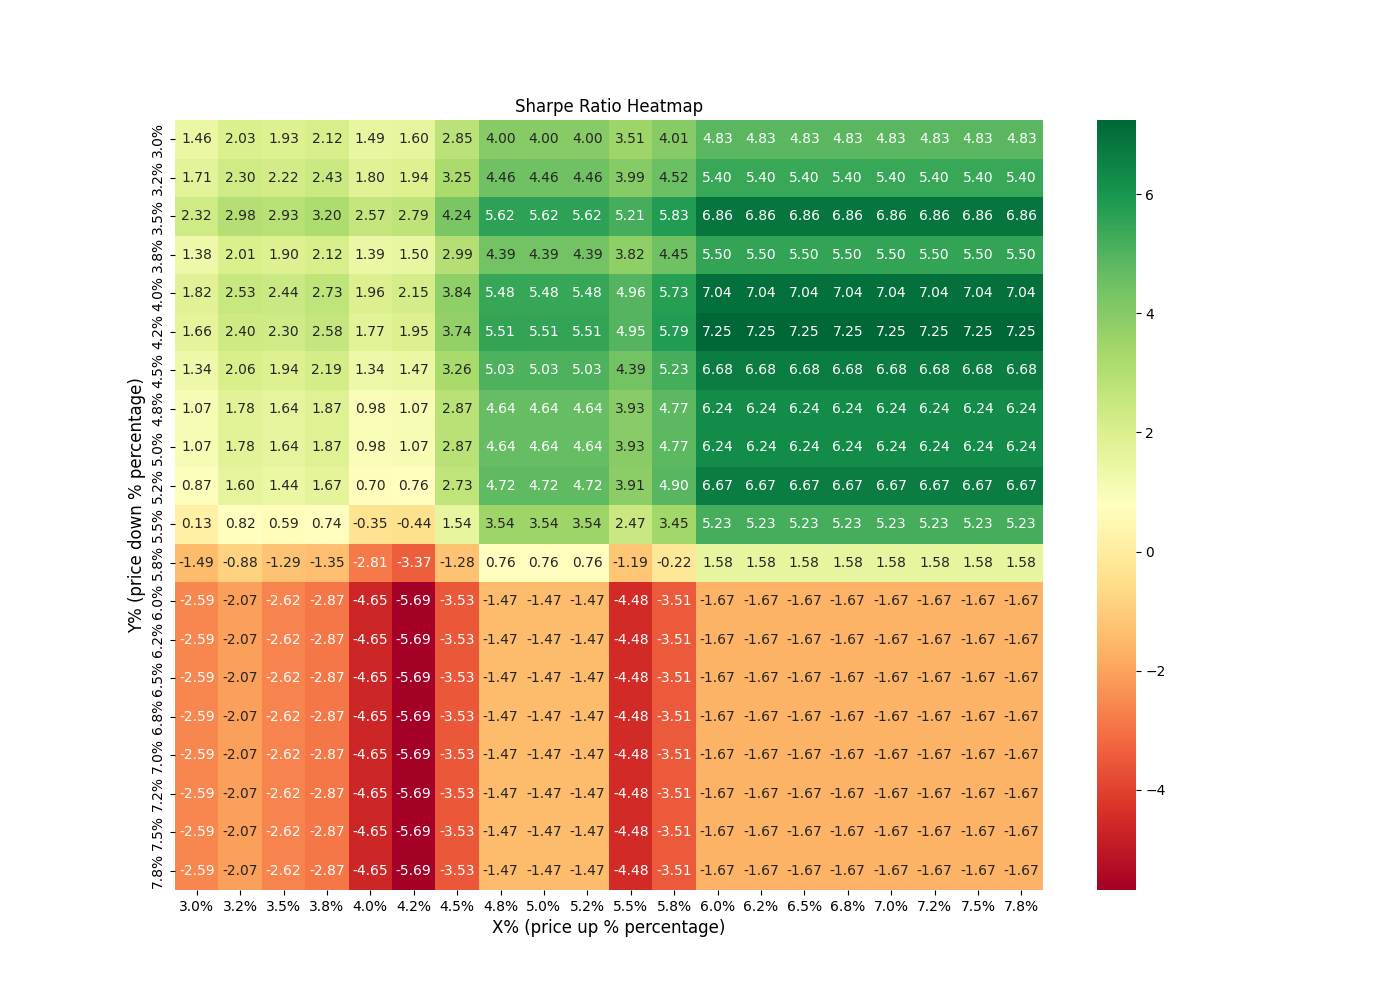 Sharpe Ratio Heatmap
3.0% 1.46 2.03 1.93 2.12 1.49 1.60 2.85 4.00 4.00 4.00 3.51 4.01 4.83 4.83 4.83 4.83 4.83 4.83 4.83 4.83
3.2% 1.71 2.30 2.22 2.43 1.80 1.94 3.25 4.46 4.46 4.46 3.99 4.52 5.40 5.40 5.40 5.40 5.40 5.40 5.40 5.40
3.5% 2.32 2.98 2.93 3.20 2.57 2.79 4.24 5.62 5.62 5.62 5.21 5.83 6.86 6.86 6.86 6.86 6.86 6.86 6.86 6.86
3.8% 1.38 2.01 1.90 2.12 1.39 1.50 2.99 4.39 4.39 4.39 3.82 4.45 5.50 5.50 5.50 5.50 5.50 5.50 5.50 5.50
4.0% 1.82 2.53 2.44 2.73 1.96 2.15 3.84 5.48 5.48 5.48 4.96 5.73 7.04 7.04 7.04 7.04 7.04 7.04 7.04 7.04
4.2% 1.66 2.40 2.30 2.58 1.77 1.95 3.74 5.51 5.51 5.51 4.95 5.79 7.25 7.25 7.25 7.25 7.25 7.25 7.25 7.25
4.5% 1.34 2.06 1.94 2.19 1.34 1.47 3.26 5.03 5.03 5.03 4.39 5.23 6.68 6.68 6.68 6.68 6.68 6.68 6.68 6.68
4.8% 1.07 1.78 1.64 1.87 0.98 1.07 2.87 4.64 4.64 4.64 3.93 4.77 6.24 6.24 6.24 6.24 6.24 6.24 6.24 6.24
5.0% 1.07 1.78 1.64 1.87 0.98 1.07 2.87 4.64 4.64 4.64 3.93 4.77 6.24 6.24 6.24 6.24 6.24 6.24 6.24 6.24
5.2% 0.87 1.60 1.44 1.67 0.70 0.76 2.73 4.72 4.72 4.72 3.91 4.90 6.67 6.67 6.67 6.67 6.67 6.67 6.67 6.67
5.5% 0.13 0.82 0.59 0.74 -0.35 -0.44 1.54 3.54 3.54 3.54 2.47 3.45 5.23 5.23 5.23 5.23 5.23 5.23 5.23 5.23
5.8% -1.49 -0.88 -1.29 -1.35 -2.81 -3.37 -1.28 0.76 0.76 0.76 -1.19 -0.22 1.58 1.58 1.58 1.58 1.58 1.58 1.58 1.58
6.0% -2.59 -2.07 -2.62 -2.87 -4.65 -5.69 -3.53 -1.47 -1.47 -1.47 -4.48 -3.51 -1.67 -1.67 -1.67 -1.67 -1.67 -1.67 -1.67 -1.67
6.2% -2.59 -2.07 -2.62 -2.87 -4.65 -5.69 -3.53 -1.47 -1.47 -1.47 -4.48 -3.51 -1.67 -1.67 -1.67 -1.67 -1.67 -1.67 -1.67 -1.67
6.5% -2.59 -2.07 -2.62 -2.87 -4.65 -5.69 -3.53 -1.47 -1.47 -1.47 -4.48 -3.51 -1.67 -1.67 -1.67 -1.67 -1.67 -1.67 -1.67 -1.67
6.8% -2.59 -2.07 -2.62 -2.87 -4.65 -5.69 -3.53 -1.47 -1.47 -1.47 -4.48 -3.51 -1.67 -1.67 -1.67 -1.67 -1.67 -1.67 -1.67 -1.67
7.0% -2.59 -2.07 -2.62 -2.87 -4.65 -5.69 -3.53 -1.47 -1.47 -1.47 -4.48 -3.51 -1.67 -1.67 -1.67 -1.67 -1.67 -1.67 -1.67 -1.67
7.2% -2.59 -2.07 -2.62 -2.87 -4.65 -5.69 -3.53 -1.47 -1.47 -1.47 -4.48 -3.51 -1.67 -1.67 -1.67 -1.67 -1.67 -1.67 -1.67 -1.67
7.5% -2.59 -2.07 -2.62 -2.87 -4.65 -5.69 -3.53 -1.47 -1.47 -1.47 -4.48 -3.51 -1.67 -1.67 -1.67 -1.67 -1.67 -1.67 -1.67 -1.67
7.8% -2.59 -2.07 -2.62 -2.87 -4.65 -5.69 -3.53 -1.47 -1.47 -1.47 -4.48 -3.51 -1.67 -1.67 -1.67 -1.67 -1.67 -1.67 -1.67 -1.67
3.0% 3.2% 3.5% 3.8% 4.0% 4.2% 4.5% 4.8% 5.0% 5.2% 5.5% 5.8% 6.0% 6.2% 6.5% 6.8% 7.0% 7.2% 7.5% 7.8%
X% (price up % percentage)
Y% (price down % percentage)
6
4
2
0
−2
−4